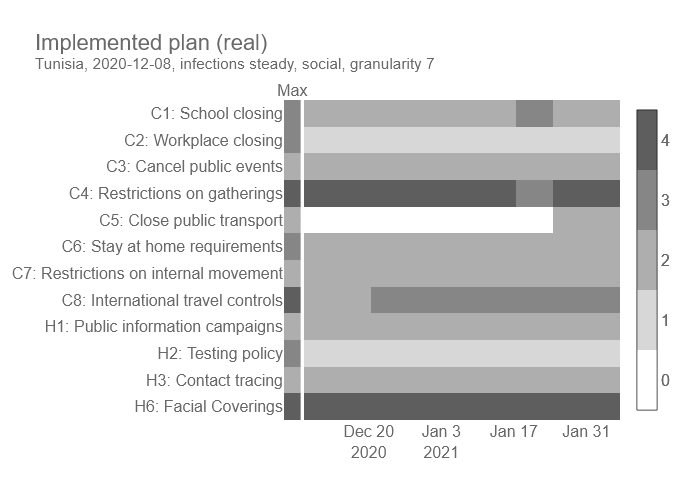 Implemented plan (real)
Tunisia, 2020-12-08, infections steady, social, granularity 7
Max
C1: School closing
C2: Workplace closing
C3: Cancel public events
C4: Restrictions on gatherings
C5: Close public transport
C6: Stay at home requirements
C7: Restrictions on internal movement
C8: International travel controls
H1: Public information campaigns
H2: Testing policy
H3: Contact tracing
H6: Facial Coverings
4
3
2
1
0
Dec 20 Jan 3 Jan 17 Jan 31
2020 2021